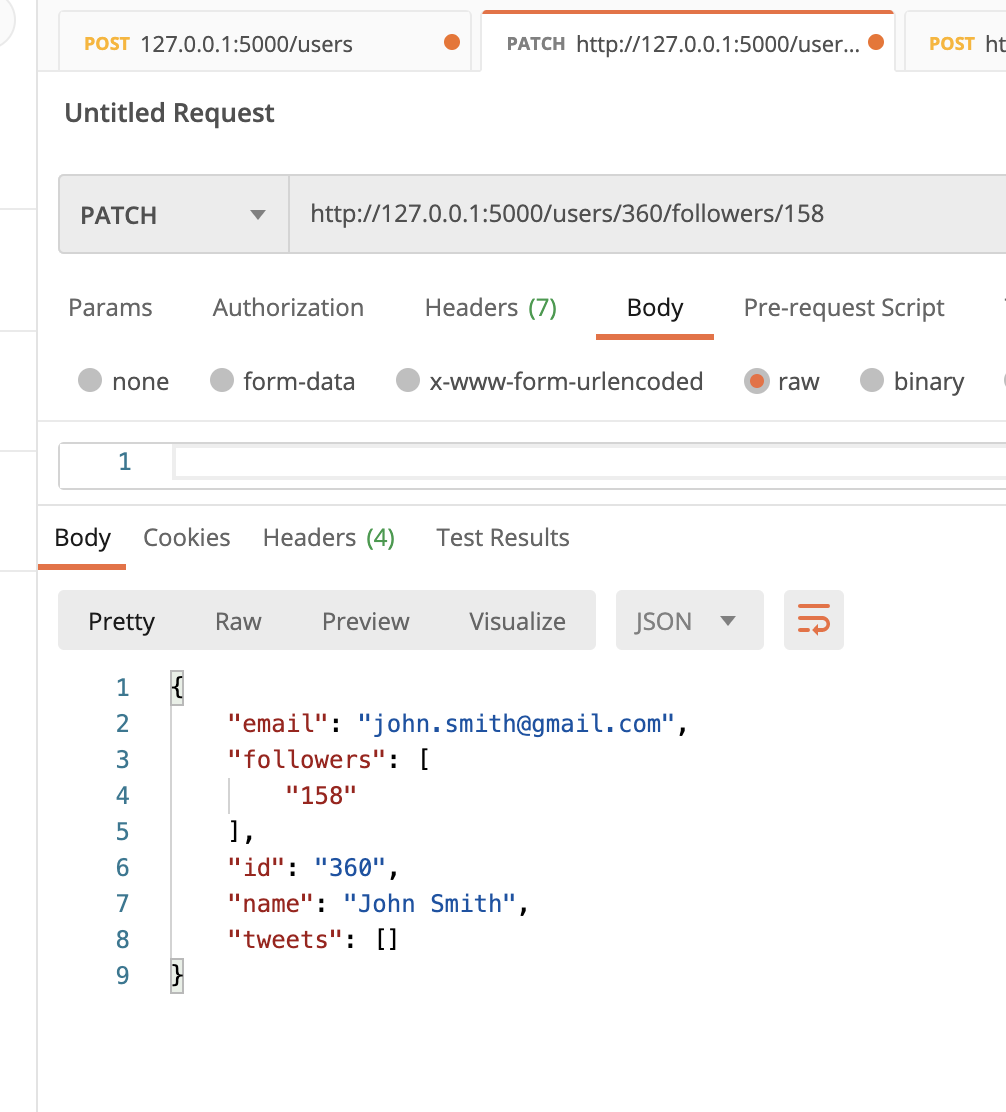 POST 127.0.0.1:5000/users PATCH http://127.0.0.1:5000/user... POST ht
Untitled Request
PATCH http://127.0.0.1:5000/users/360/followers/158
Params Authorization Headers (7) Body Pre-request Script
none form-data x-www-form-urlencoded raw binary
1
Body Cookies Headers (4) Test Results
Pretty Raw Preview Visualize JSON
1 {
2 "email": "john.smith@gmail.com",
3 "followers": [
4 "158"
5 ],
6 "id": "360",
7 "name": "John Smith",
8 "tweets": []
9 }